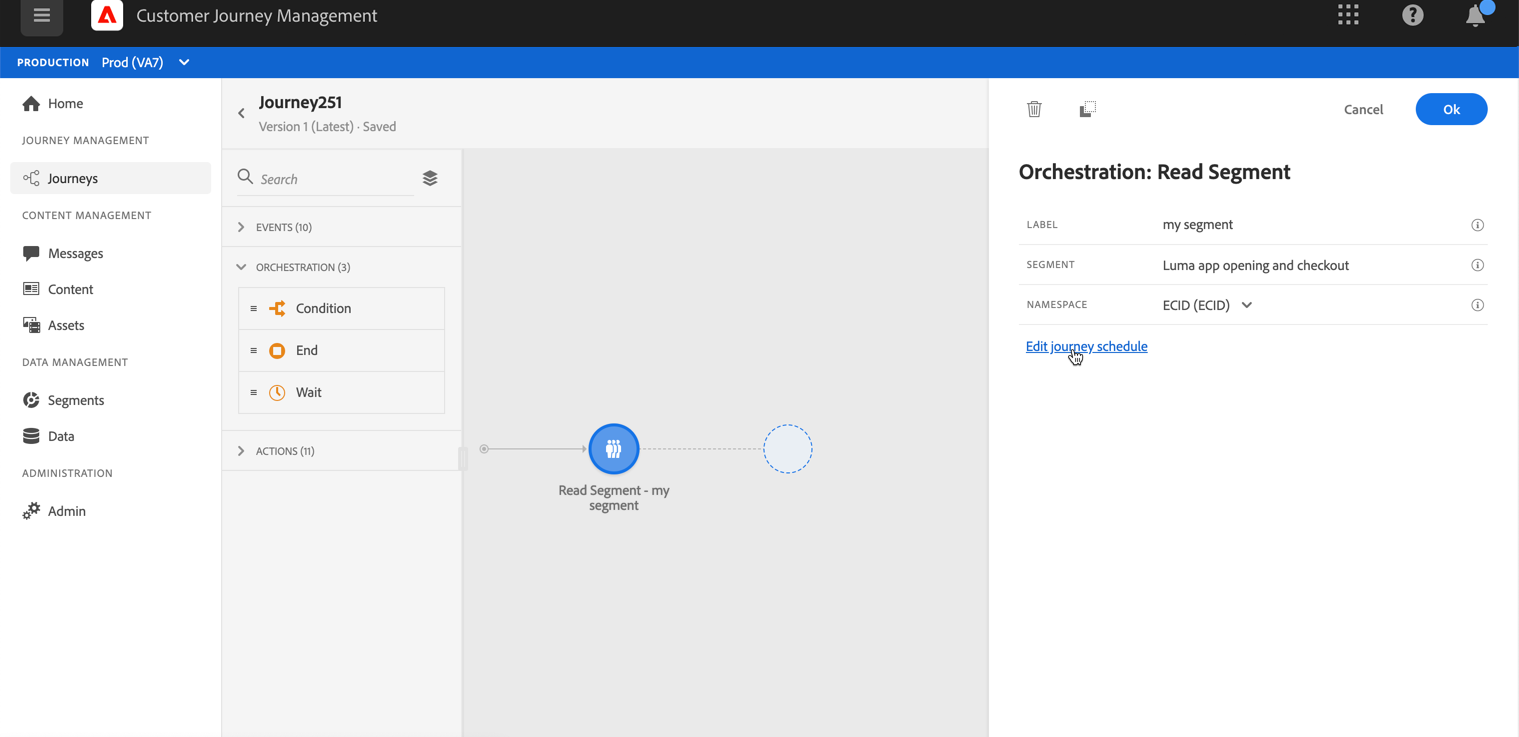 Customer Journey Management
PRODUCTION Prod (VA7)
Home
JOURNEY MANAGEMENT
Journeys
CONTENT MANAGEMENT
Messages
Content
Assets
DATA MANAGEMENT
Segments
Data
ADMINISTRATION
Admin
Journey251
Version 1 (Latest) · Saved
Search
EVENTS (10)
ORCHESTRATION (3)
Condition
End
Wait
ACTIONS (11)
Read Segment - my
segment
Cancel Ok
Orchestration: Read Segment
LABEL my segment
SEGMENT Luma app opening and checkout
NAMESPACE ECID (ECID)
Edit journey schedule